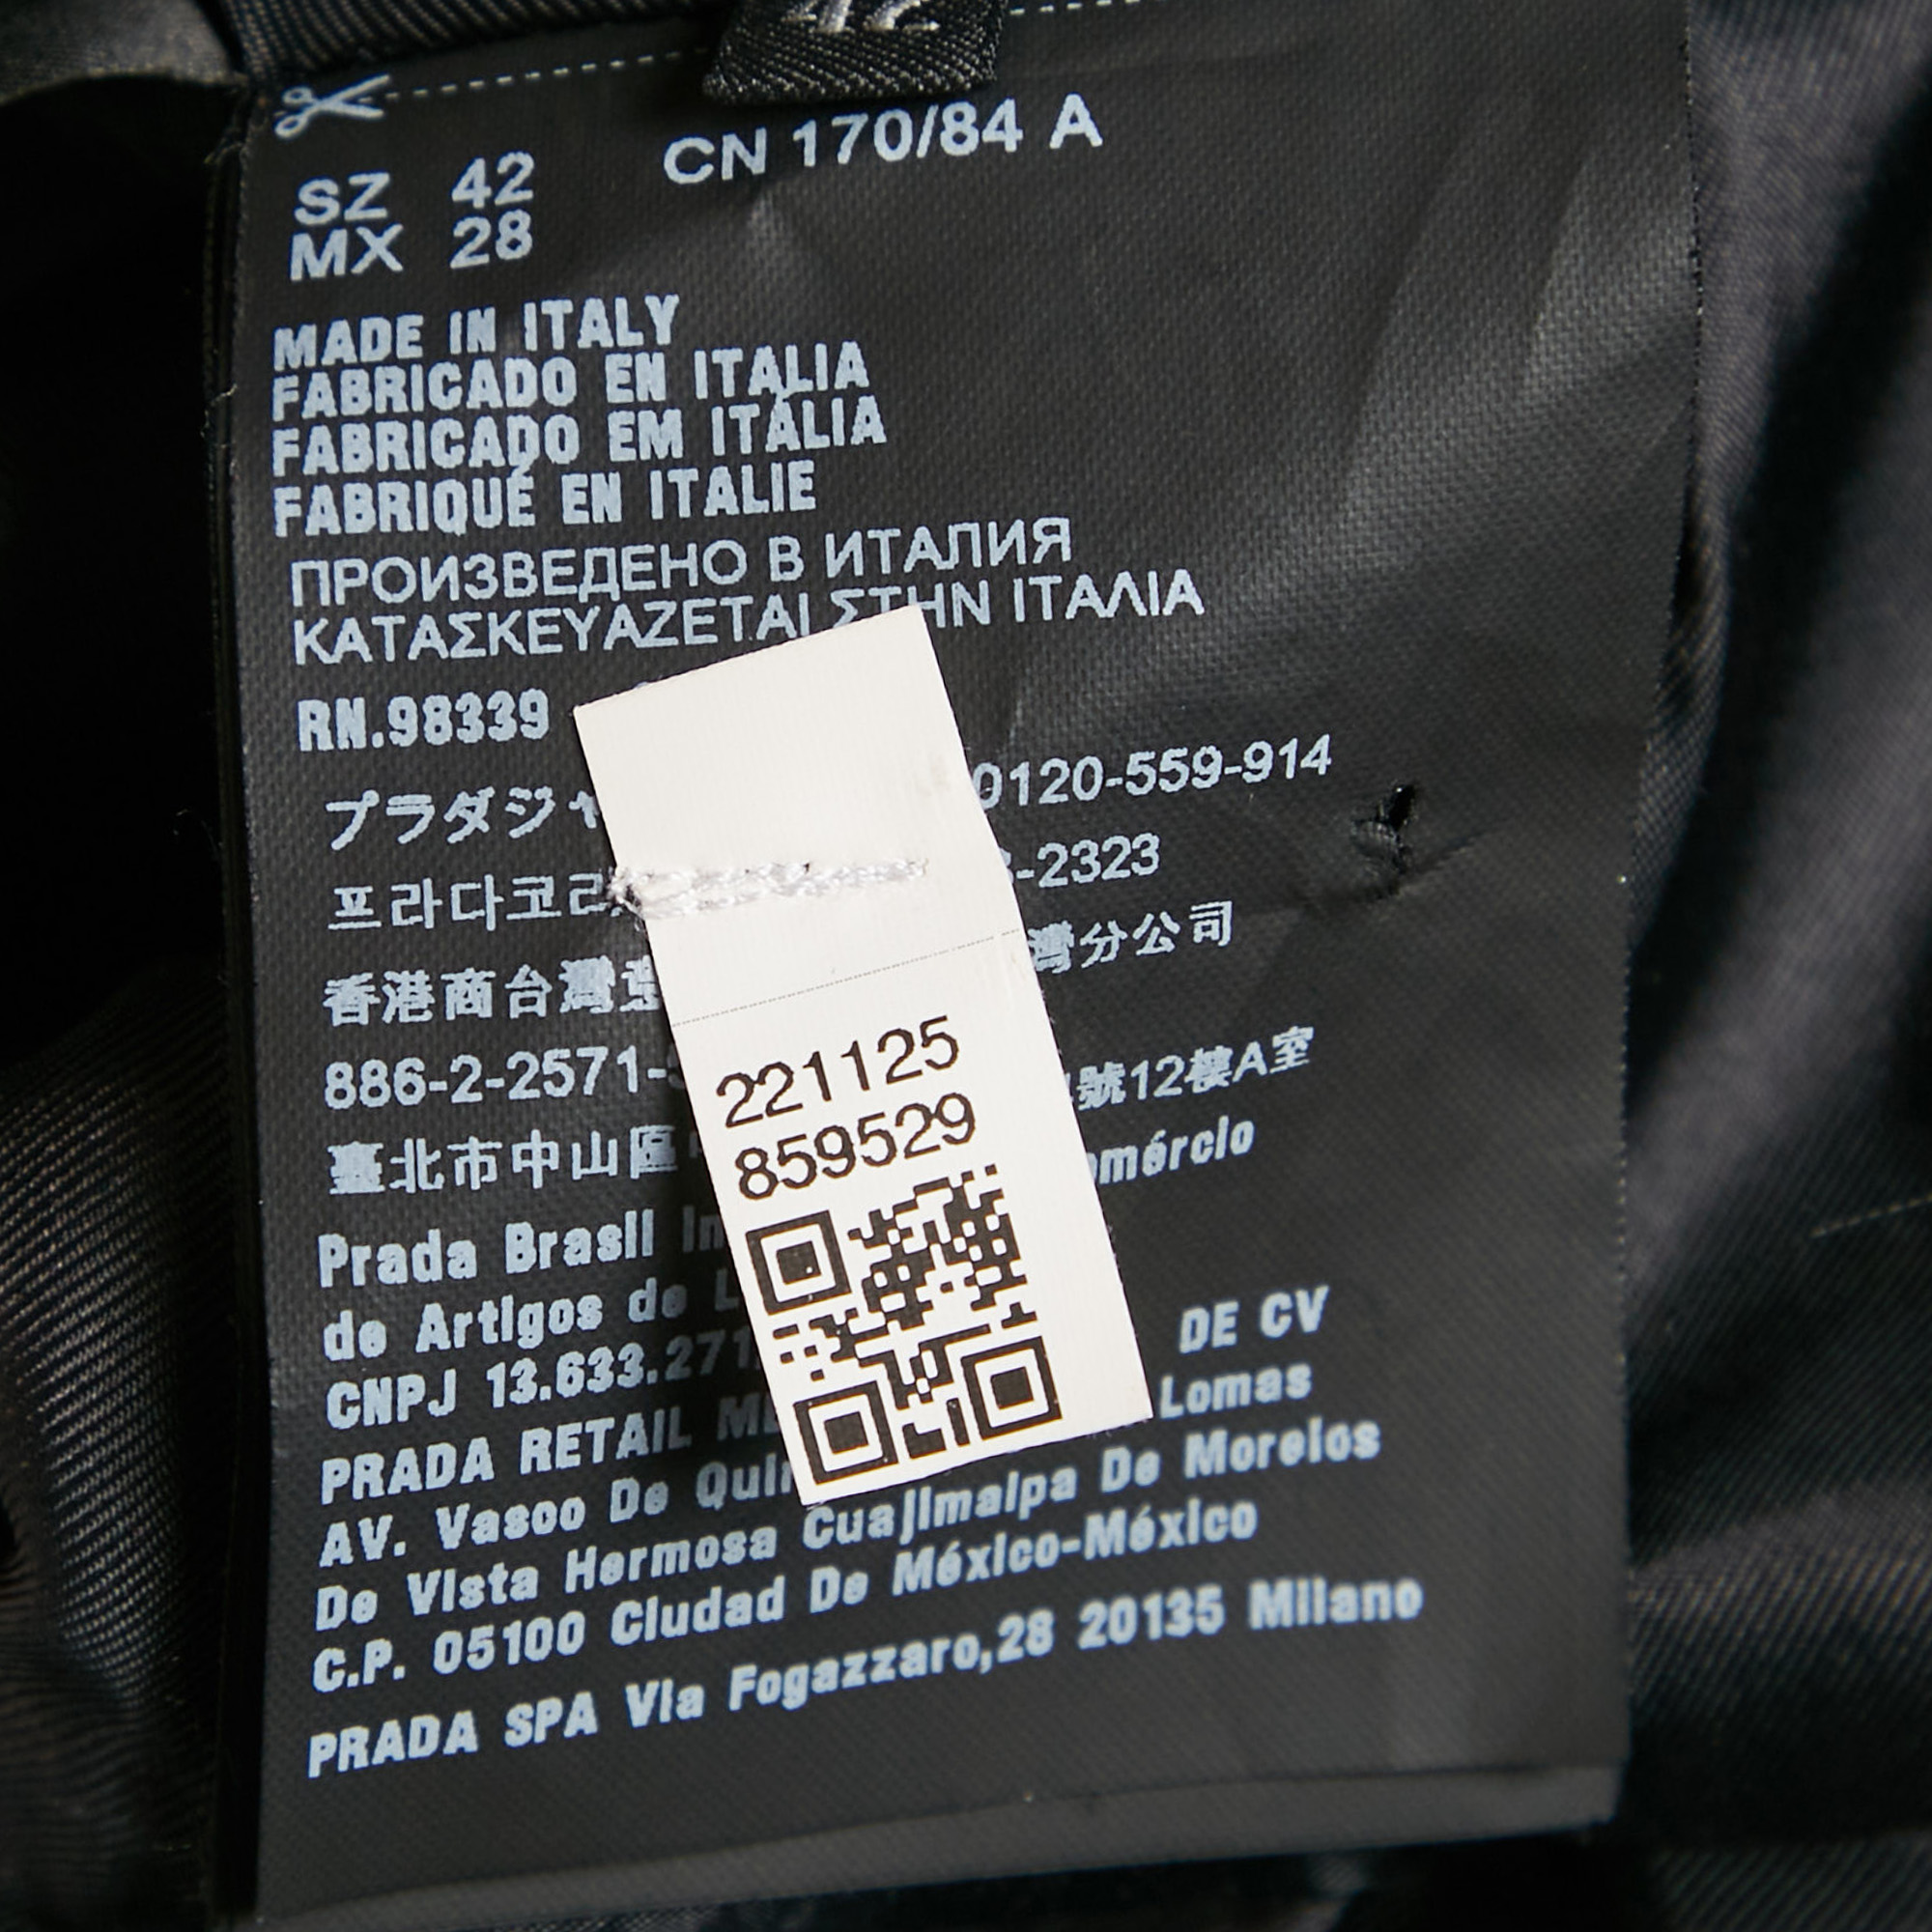 SZ 42 CN 170/84 A
MX 28
MADE IN ITALY
FABRICADO EN ITALIA
FABRICADO EM ITÁLIA
FABRIQUÉ EN ITALIE
ПРОИЗВЕДЕНО В ИТАЛИЯ
ΚΑΤΑΣΚΕΥΑΖΕΤΑΙ ΣΤΗΝ ΙΤΑΛΙΑ
RN.98339
プラダジャ 0120-559-914
프라다코리 -2323
香港商台灣 灣分公司
886-2-2571- 號12樓A室
臺北市中山區 omércio
Prada Brasil
de Artigos de
CNPJ 13.633.271
DE CV
PRADA RETAIL Lomas
AV. Vasco De
De Vista Hermosa Cuajimalpa De Morelos
C.P. 05100 Ciudad De México-México
PRADA SPA Via Fogazzaro,28 20135 Milano
221125
859529